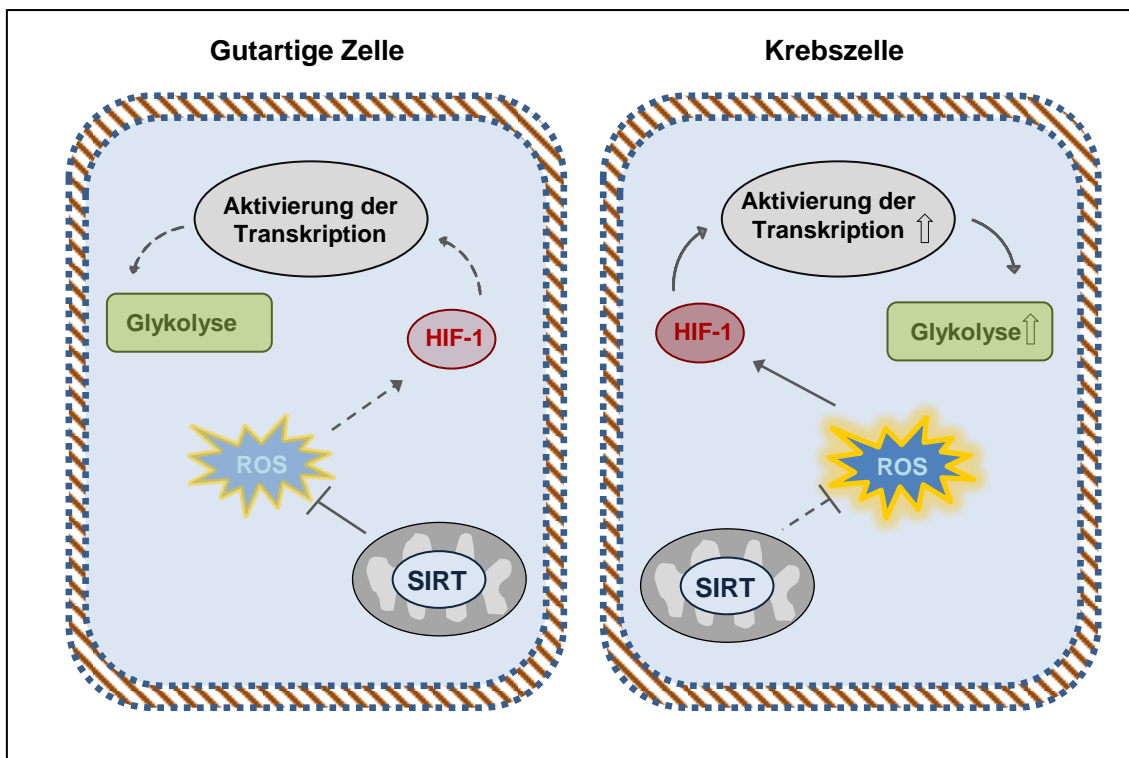 Gutartige Zelle
Aktivierung der
Transkription
Glykolyse
HIF-1
ROS
SIRT
Krebszelle
Aktivierung der
Transkription ⇧
HIF-1
Glykolyse⇧
ROS
SIRT